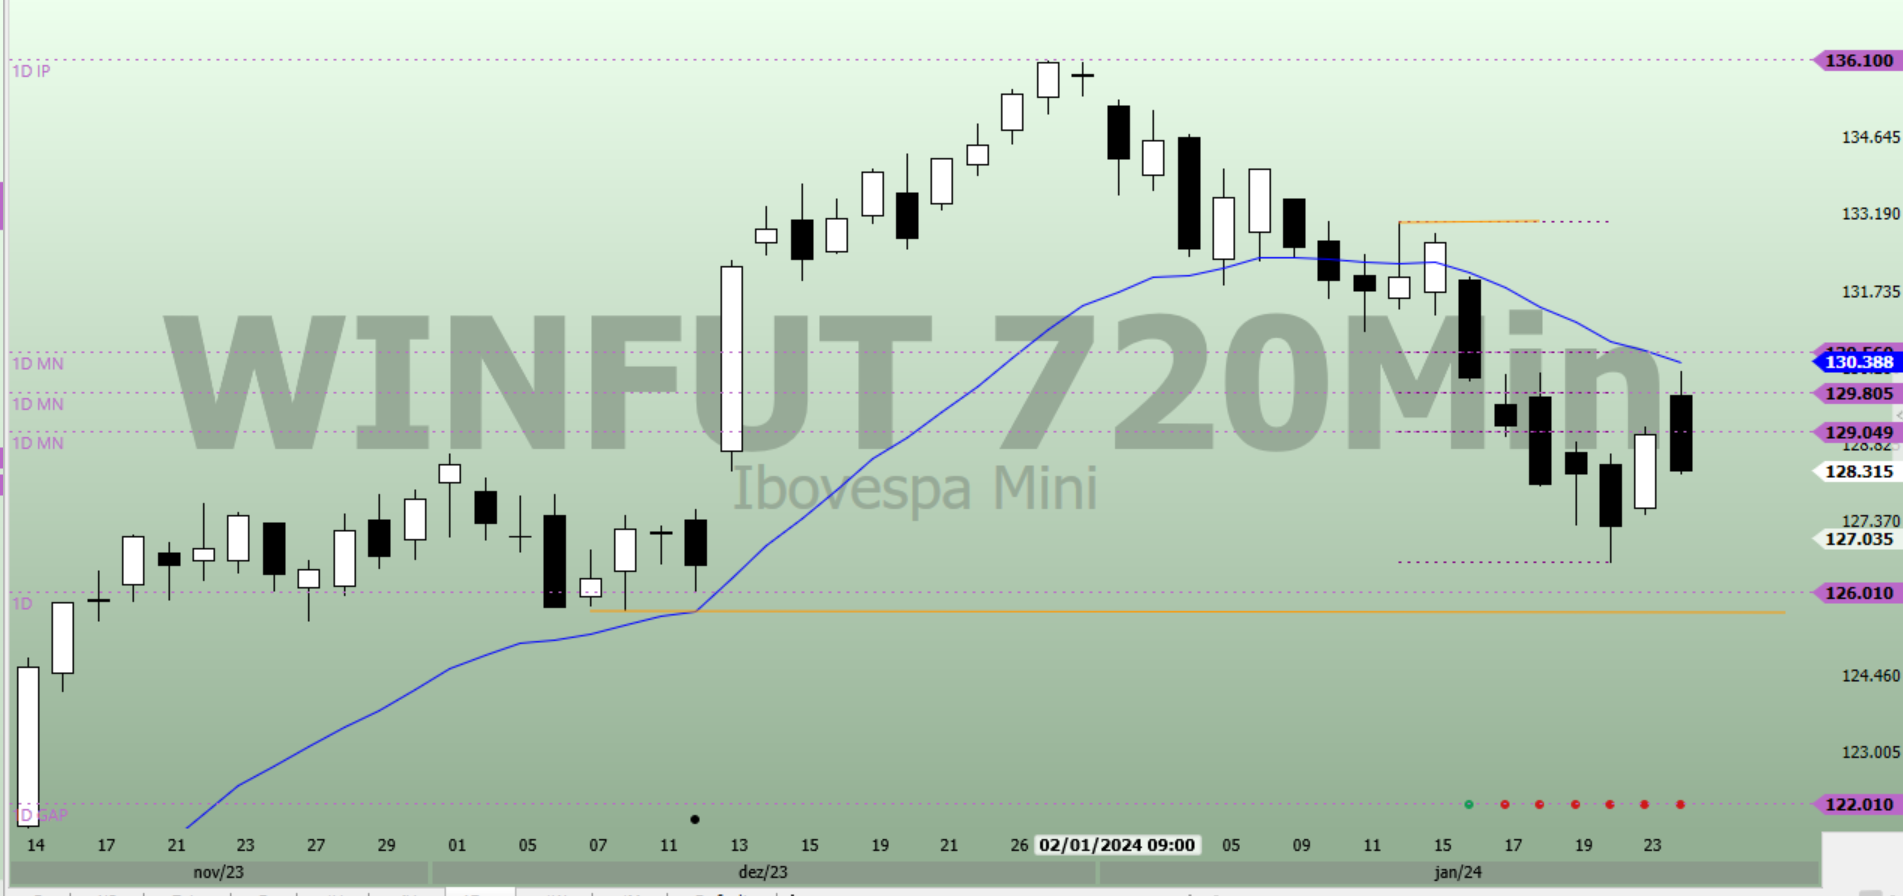 1D IP
136.100
134.645
133.190
131.735
WINFUT 720Min
1D MN
130.388
129.805
1D MN
129.049
1D MN
128.315
Ibovespa Mini
127.370
127.035
126.010
1D
124.460
123.005
122.010
1D GAP
14 17 21 23 27 29 01 05 07 11 13 15 19 21 26 02/01/2024 09:00 05 09 11 15 17 19 23
nov/23 dez/23 jan/24